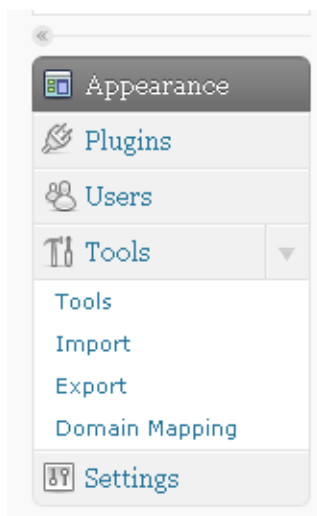 Appearance
Plugins
Users
Tools
Tools
Import
Export
Domain Mapping
Settings